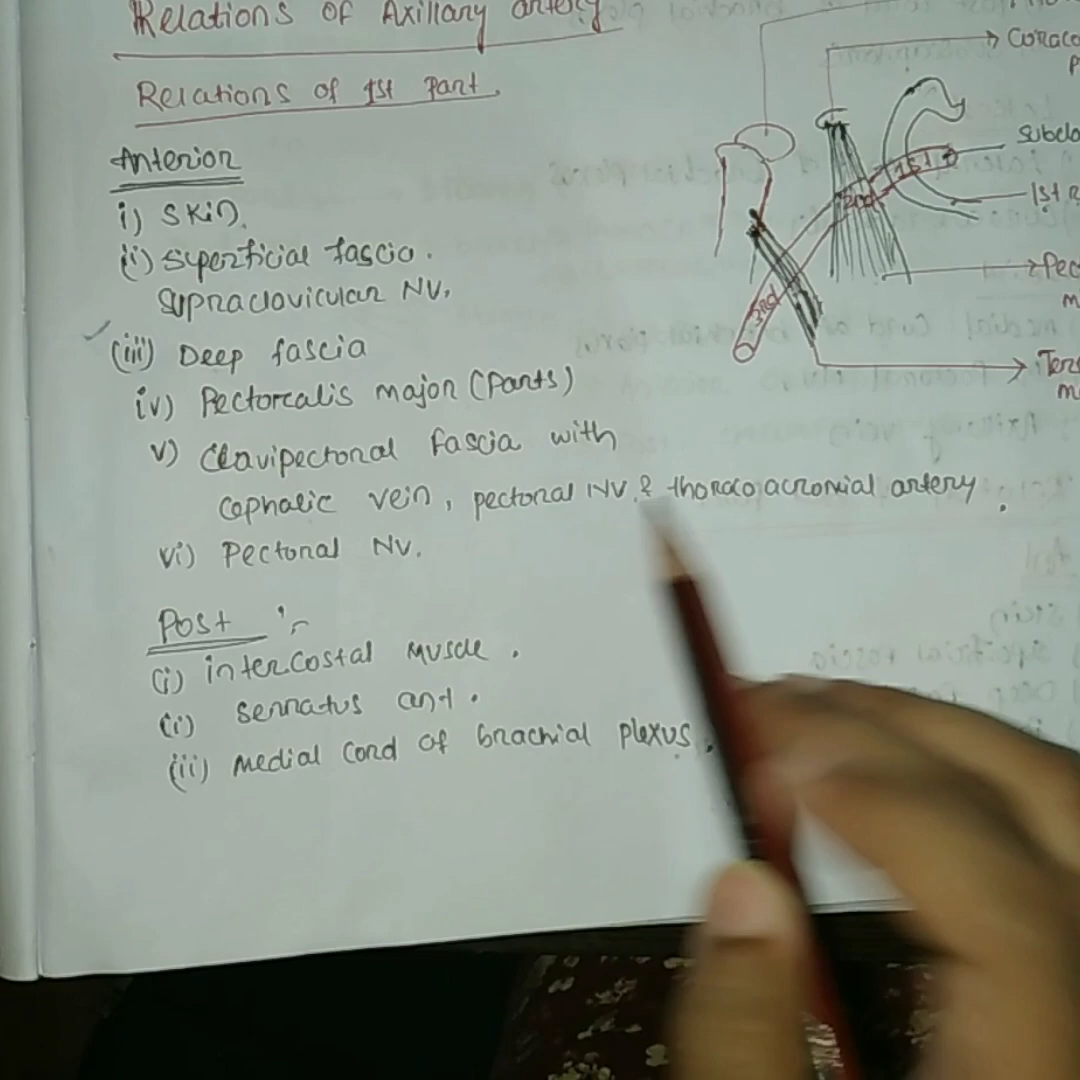 Relations of Axillary artery
Relations of 1st Part.
Anterior
i) Skin.
(ii) Superficial fascia.
Supraclavicular NV.
(iii) Deep fascia
iv) Pectoralis major (Parts)
v) Clavipectoral fascia with
cephalic vein, pectoral NV. & thoraco acromial artery.
vi) Pectoral NV.
Post :-
(i) intercostal muscle.
(i) serratus ant.
(ii) medial cord of brachial plexus.
Coraco
P
Subcla
1st
Pec
m
Teres
m
1st
2nd
3rd